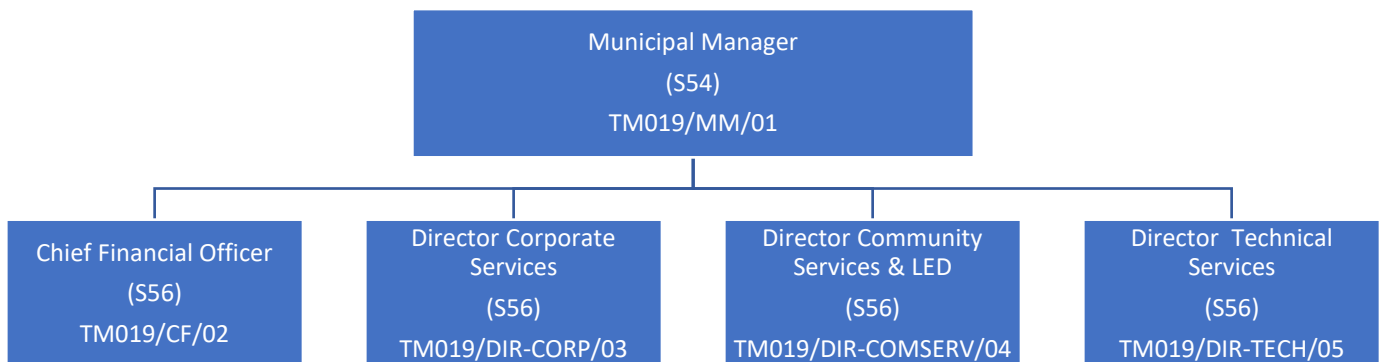 Municipal Manager
(S54)
TM019/MM/01
Chief Financial Officer
(S56)
TM019/CF/02
Director Corporate
Services
(S56)
TM019/DIR-CORP/03
Director Community
Services & LED
(S56)
TM019/DIR-COMSERV/04
Director Technical
Services
(S56)
TM019/DIR-TECH/05